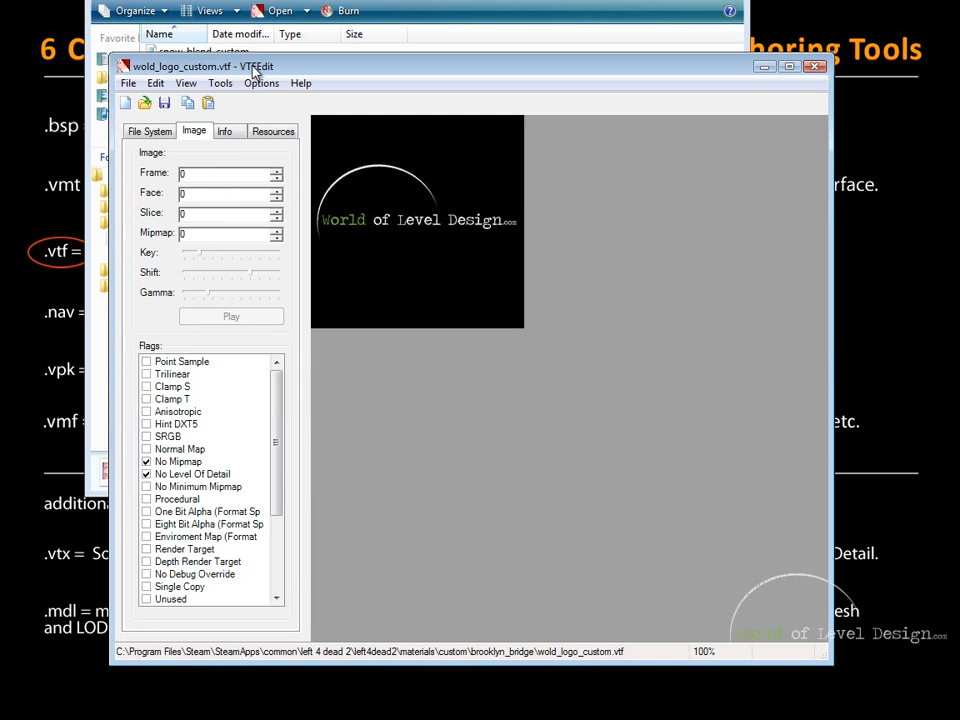 Organize Views Open Burn
Favorite
Name Date modif... Type Size
snow_blend_custom
6 C horing Tools
wold_logo_custom.vtf - VTFEdit
File Edit View Tools Options Help
File System Image Info Resources
Image:
Frame: 0
Face: 0
Slice: 0
Mipmap: 0
Key:
Shift:
Gamma:
Play
Flags:
Point Sample
Trilinear
Clamp S
Clamp T
Anisotropic
Hint DXT5
SRGB
Normal Map
No Mipmap
No Level Of Detail
No Minimum Mipmap
Procedural
One Bit Alpha (Format Sp
Eight Bit Alpha (Format Sp
Enviroment Map (Format
Render Target
Depth Render Target
No Debug Override
Single Copy
Unused
World of Level Design.com
C:\Program Files\Steam\SteamApps\common\left 4 dead 2\left4dead2\materials\custom\brooklyn_bridge\wold_logo_custom.vtf 100%
Fo
.bsp =
.vmt rface.
.vtf =
.nav =
.vpk =
.vmf = etc.
addition
.vtx = Sc Detail.
.mdl = m esh
and LOD
World of Level Design.com